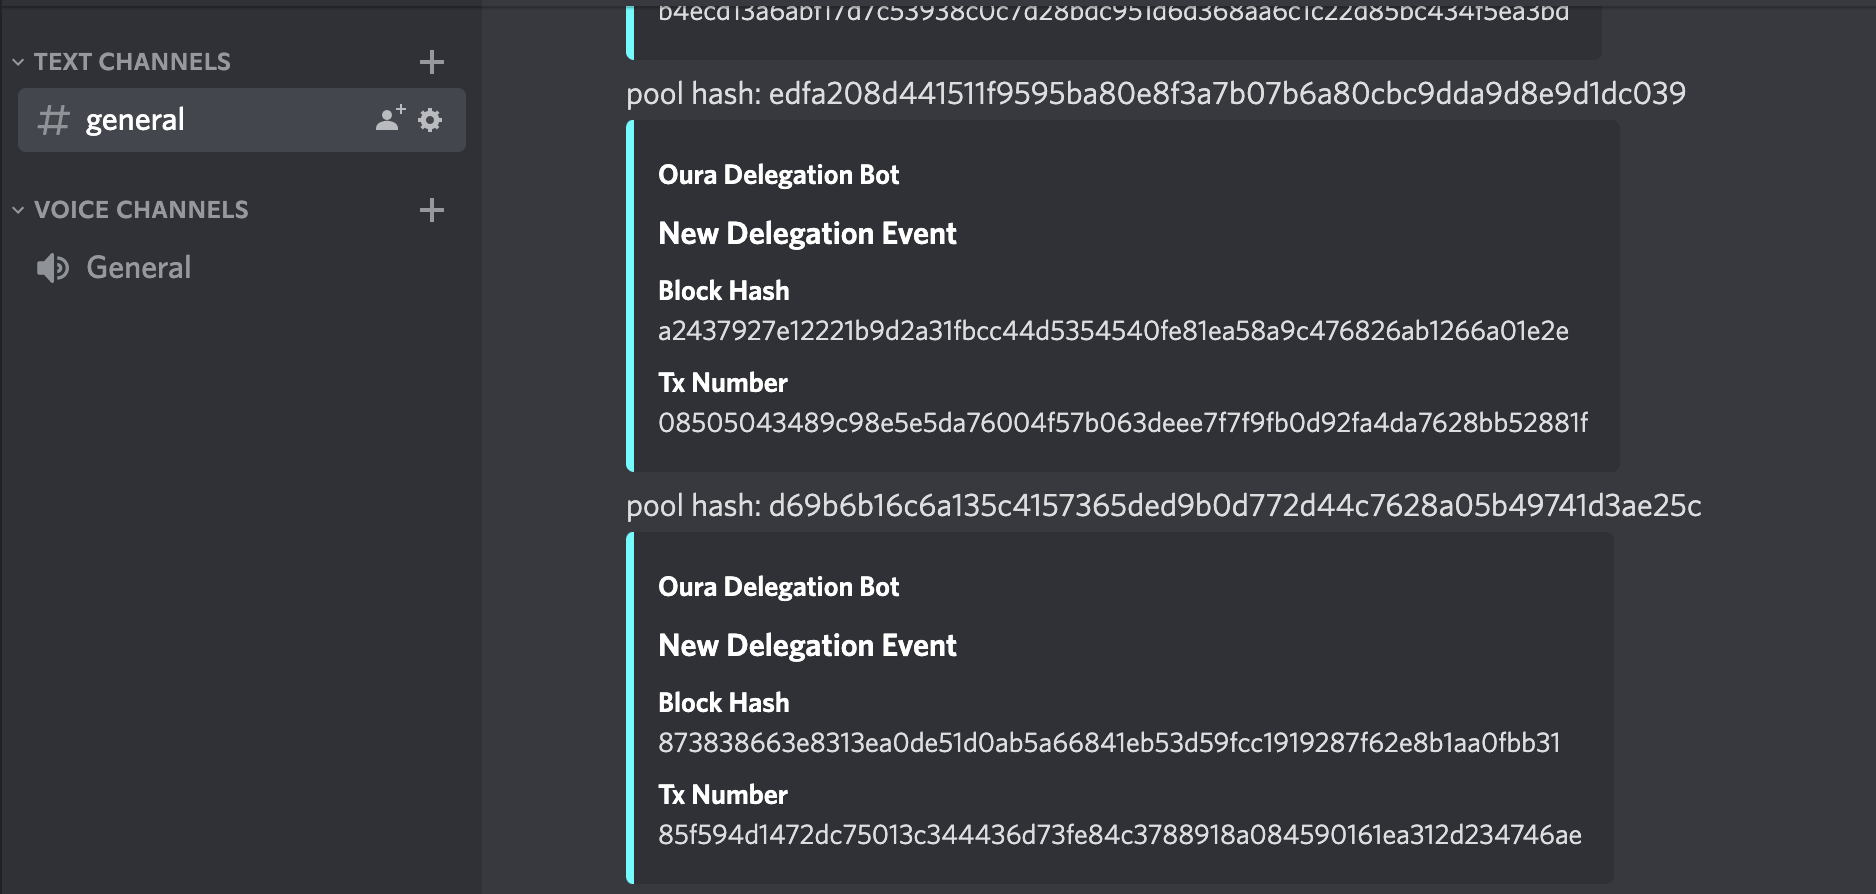 TEXT CHANNELS
general
VOICE CHANNELS
General
pool hash: edfa208d441511f9595ba80e8f3a7b07b6a80cbc9dda9d8e9d1dc039
Oura Delegation Bot
New Delegation Event
Block Hash
a2437927e12221b9d2a31fbcc44d5354540fe81ea58a9c476826ab1266a01e2e
Tx Number
08505043489c98e5e5da76004f57b063deee7f7f9fb0d92fa4da7628bb52881f
pool hash: d69b6b16c6a135c4157365ded9b0d772d44c7628a05b49741d3ae25c
Oura Delegation Bot
New Delegation Event
Block Hash
873838663e8313ea0de51d0ab5a66841eb53d59fcc1919287f62e8b1aa0fbb31
Tx Number
85f594d1472dc75013c344436d73fe84c3788918a084590161ea312d234746ae